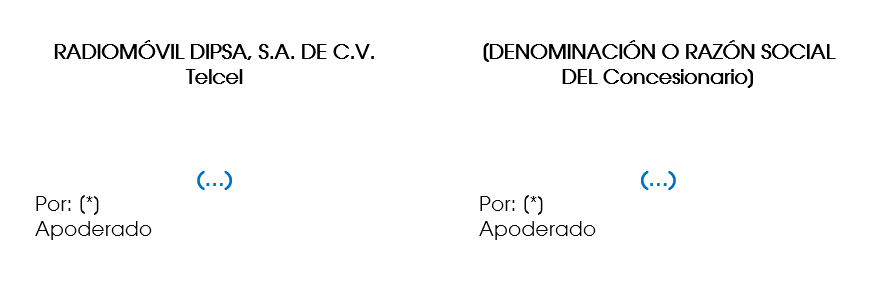 RADIOMÓVIL DIPSA, S.A. DE C.V.
Telcel
(...)
Por: (*)
Apoderado
(DENOMINACIÓN O RAZÓN SOCIAL
DEL Concesionario)
(...)
Por: (*)
Apoderado